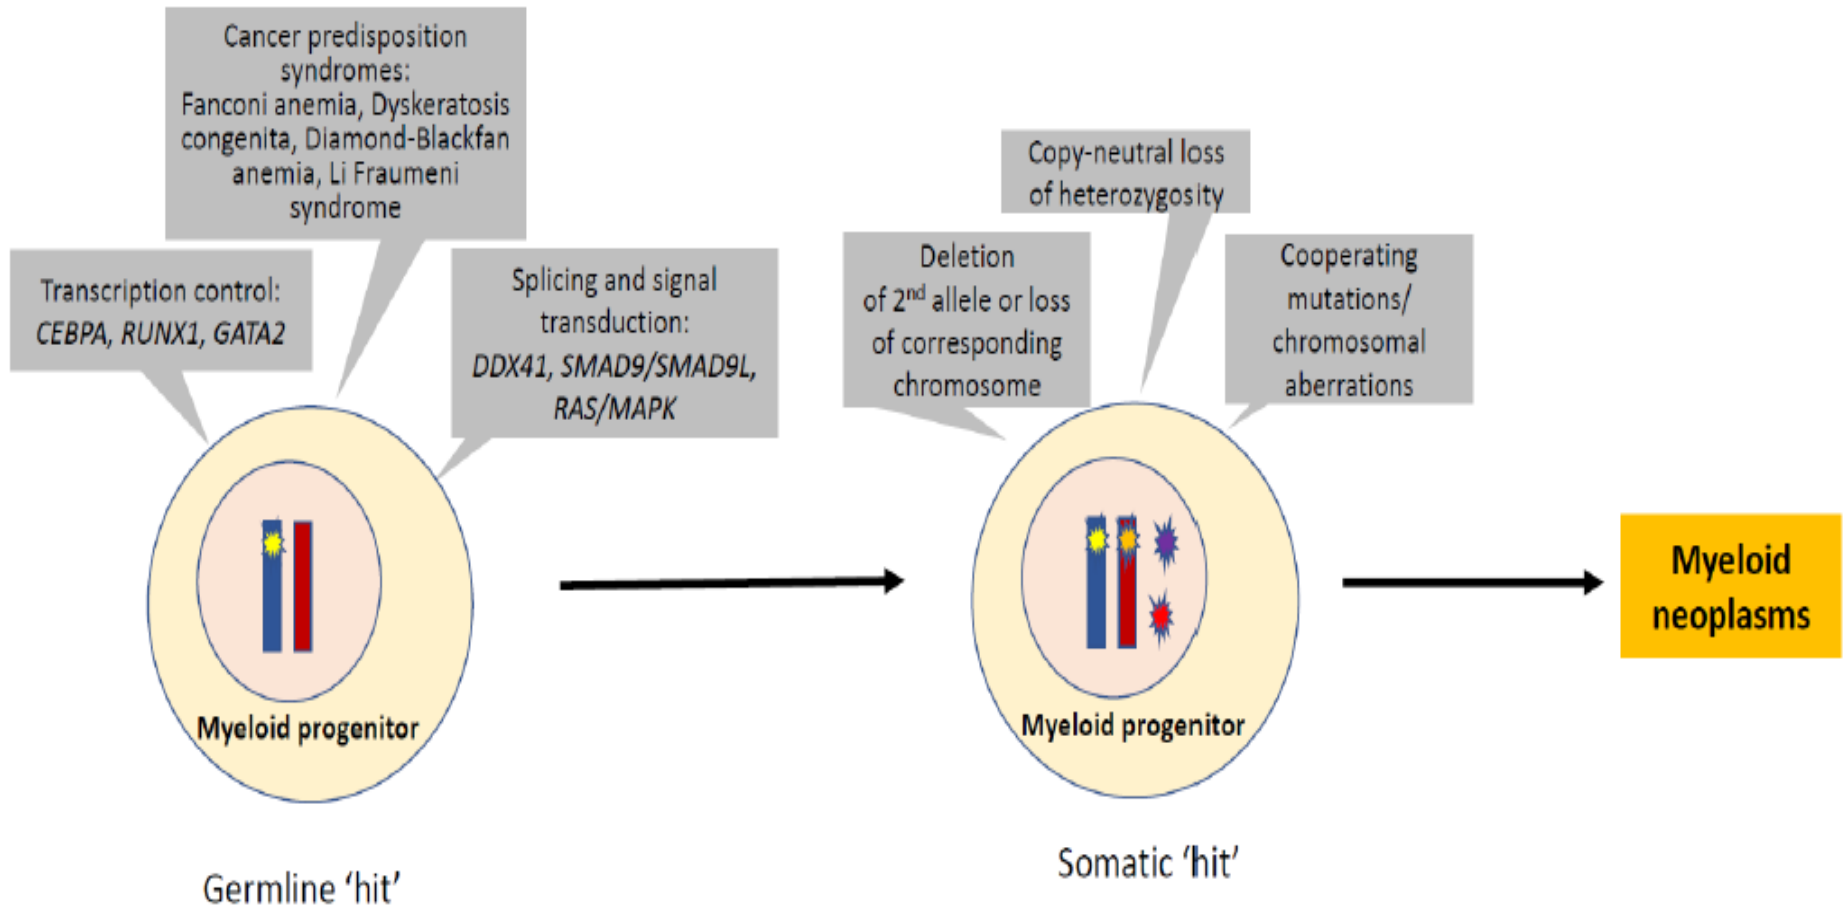 Cancer predisposition
syndromes:
Fanconi anemia, Dyskeratosis
congenita, Diamond-Blackfan
anemia, Li Fraumeni
syndrome
Transcription control:
CEBPA, RUNX1, GATA2
Splicing and signal
transduction:
DDX41, SMAD9/SMAD9L,
RAS/MAPK
Myeloid progenitor
Germline ‘hit’
Copy-neutral loss
of heterozygosity
Deletion
of 2nd allele or loss
of corresponding
chromosome
Cooperating
mutations/
chromosomal
aberrations
Myeloid progenitor
Somatic ‘hit’
Myeloid
neoplasms